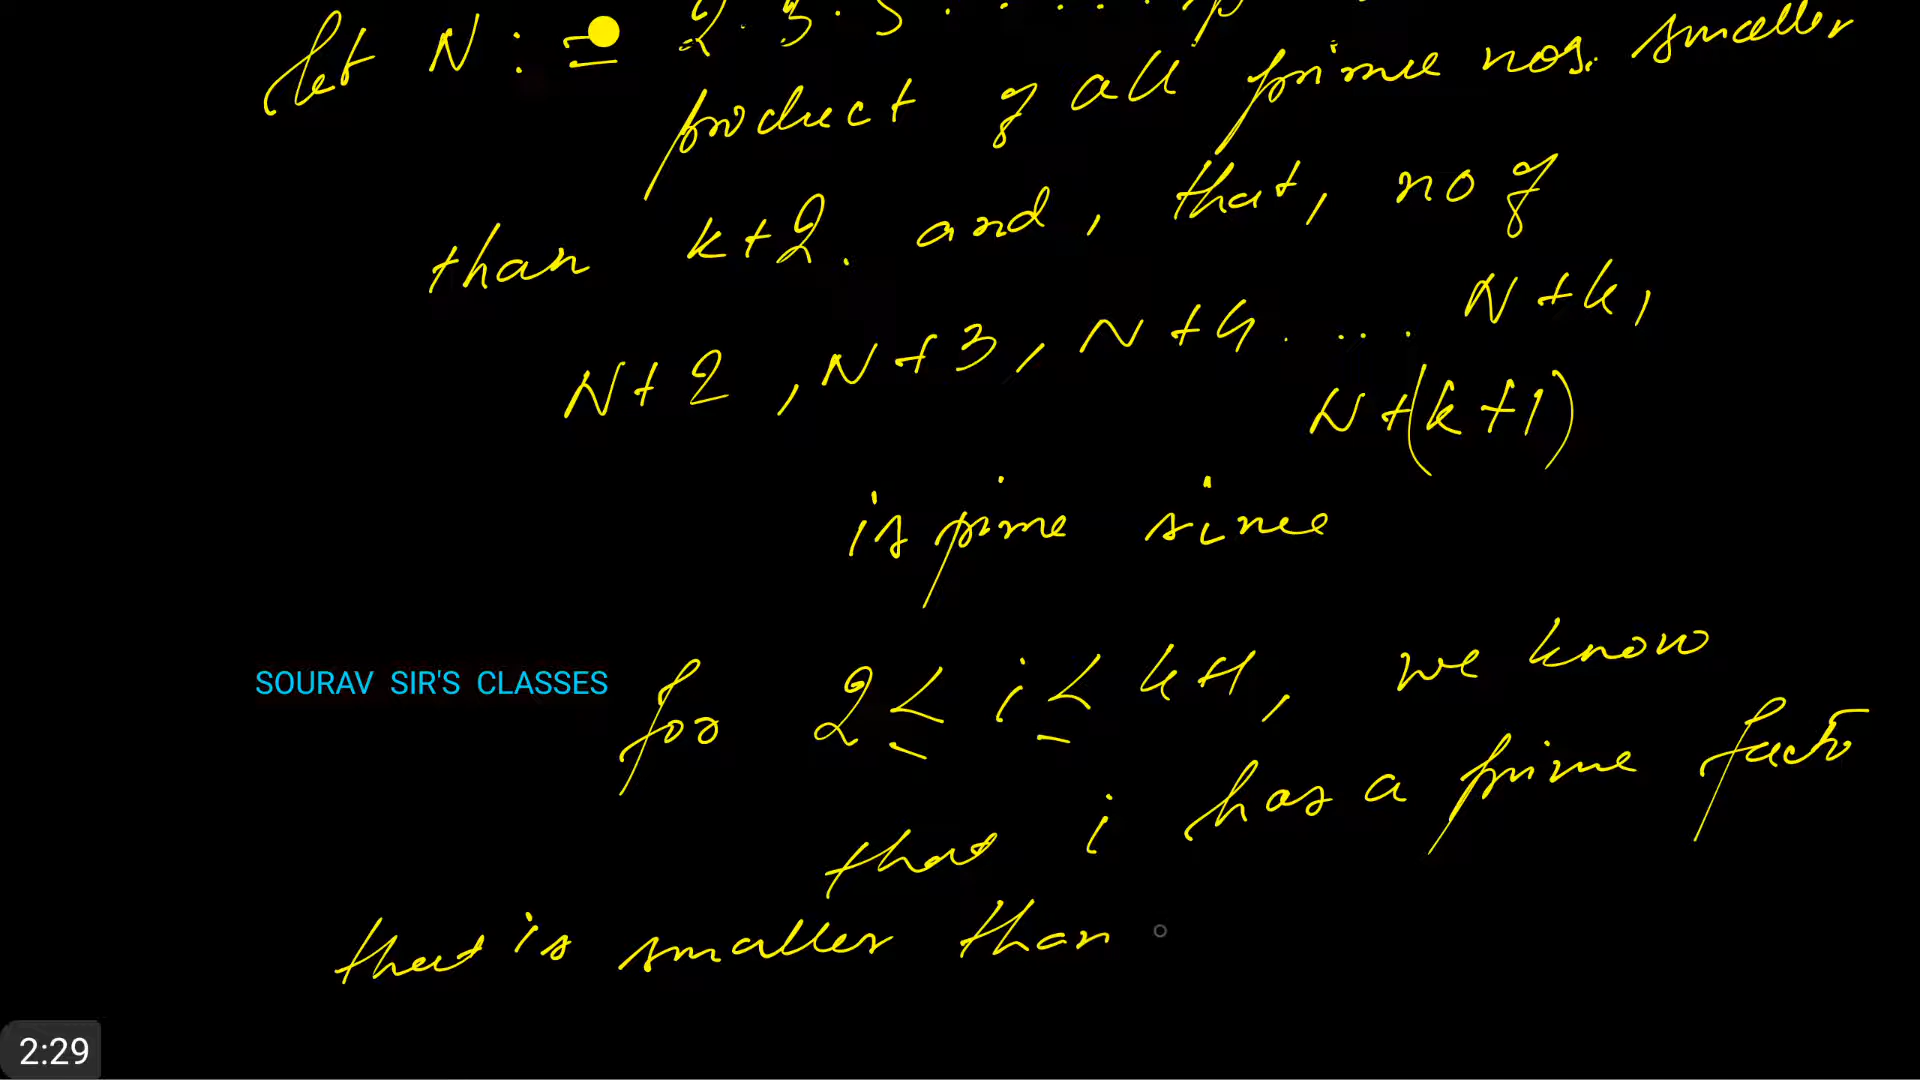 let N := 2.3.5. . . . . p
product of all prime nos. smaller
than k+2. and, that, no of
N+2, N+3, N+4. ... N+k,
N+(k+1)
is prime since
SOURAV SIR'S CLASSES
for 2 ≤ i ≤ k+1, we know
that i has a prime factor
that is smaller than
2:29